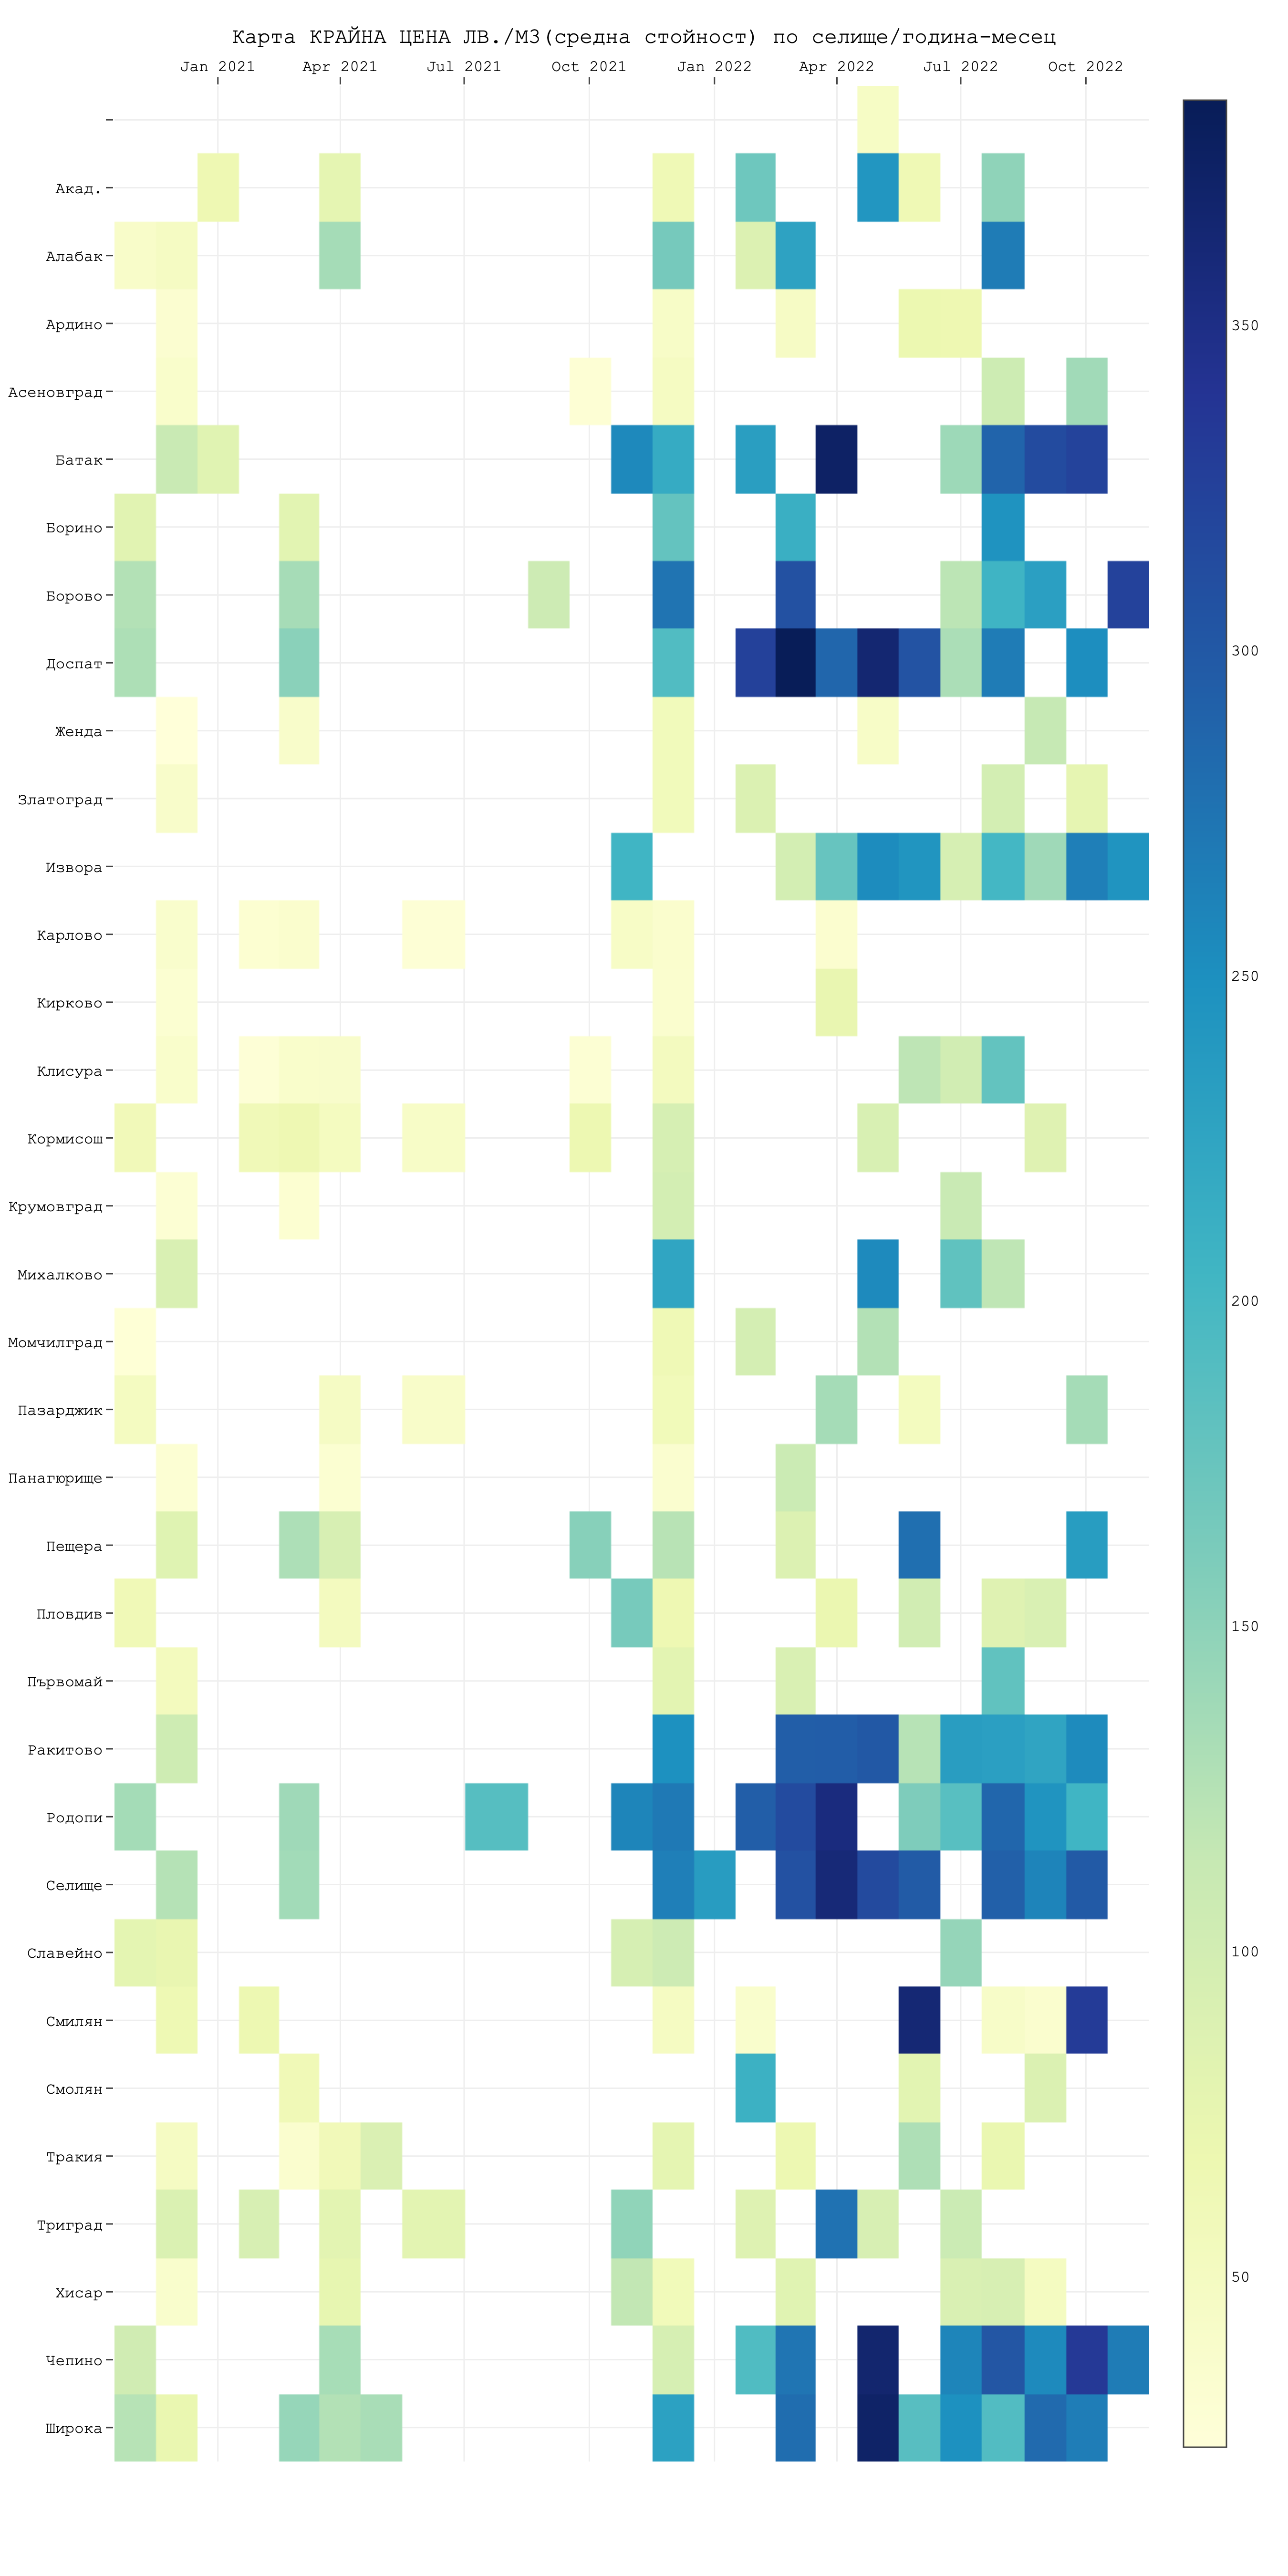 Карта КРАЙНА ЦЕНА ЛВ./М3(средна стойност) по селище/година-месец
Jan 2021 Apr 2021 Jul 2021 Oct 2021 Jan 2022 Apr 2022 Jul 2022 Oct 2022
Акад.
Алабак
Ардино
350
Асеновград
Батак
Борино
Борово
300
Доспат
Женда
Златоград
Извора
Карлово
250
Кирково
Клисура
Кормисош
Крумовград
Михалково
200
Момчилград
Пазарджик
Панагюрище
Пещера
Пловдив
150
Първомай
Ракитово
Родопи
Селище
Славейно
100
Смилян
Смолян
Тракия
Триград
50
Хисар
Чепино
Широка